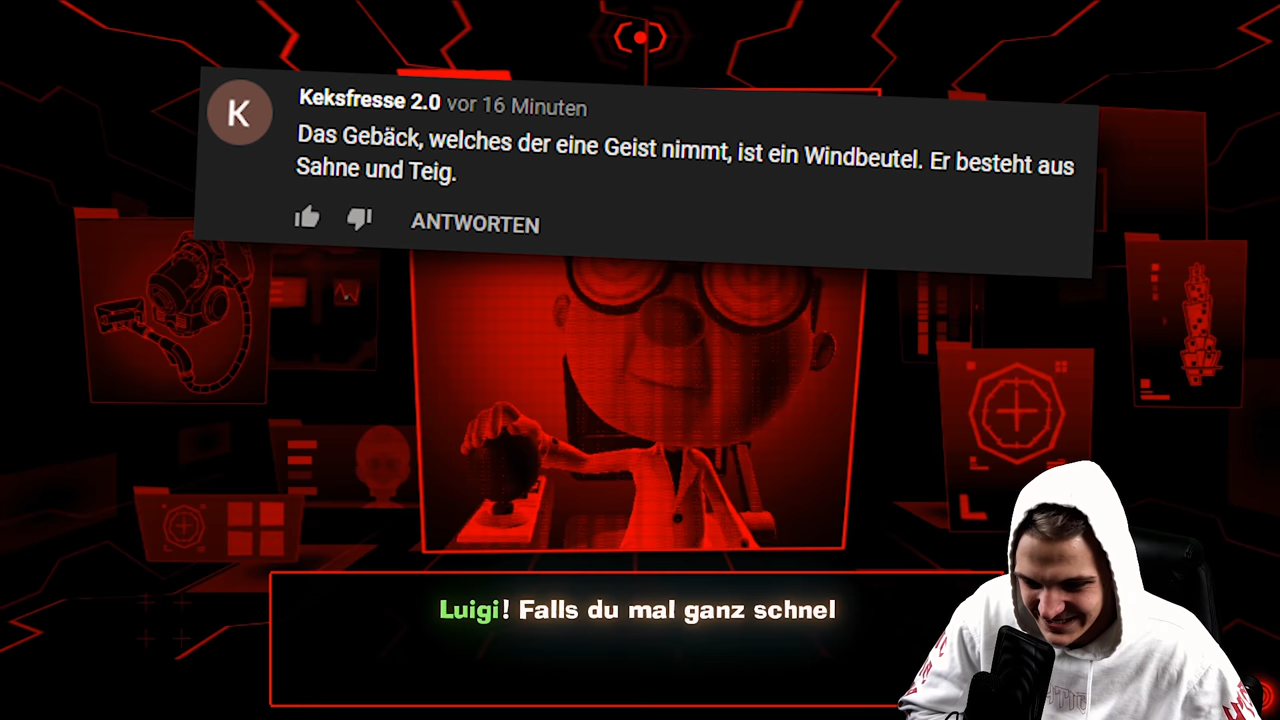 K
Keksfresse 2.0 vor 16 Minuten
Das Gebäck, welches der eine Geist nimmt, ist ein Windbeutel. Er besteht aus
Sahne und Teig.
ANTWORTEN
Luigi! Falls du mal ganz schnel